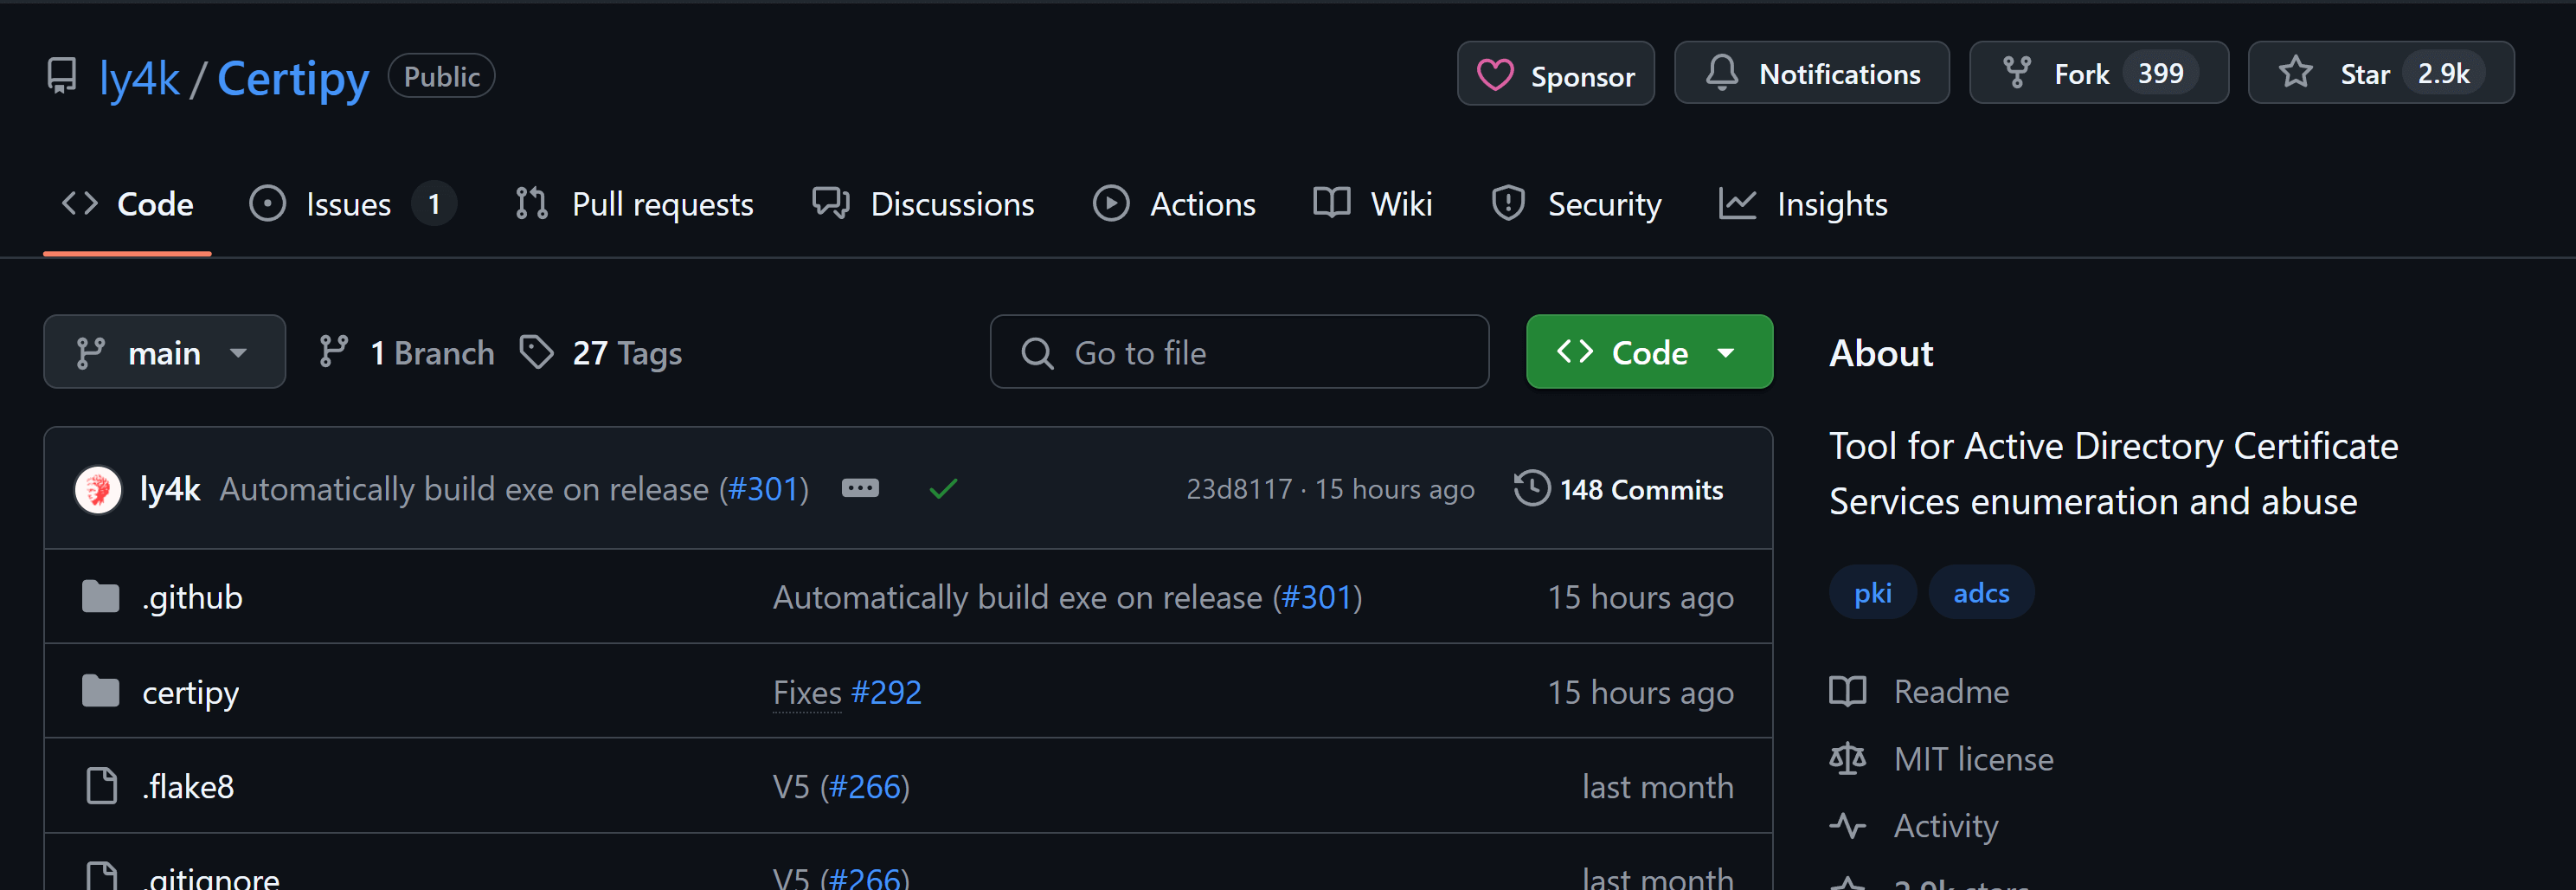 ly4k / Certipy Public Sponsor Notifications Fork 399 Star 2.9k
Code Issues 1 Pull requests Discussions Actions Wiki Security Insights
main 1 Branch 27 Tags Go to file Code
ly4k Automatically build exe on release (#301) 23d8117 · 15 hours ago 148 Commits
.github Automatically build exe on release (#301) 15 hours ago
certipy Fixes #292 15 hours ago
.flake8 V5 (#266) last month
.gitignore V5 (#266) last month
About
Tool for Active Directory Certificate
Services enumeration and abuse
pki adcs
Readme
MIT license
Activity
2.9k stars